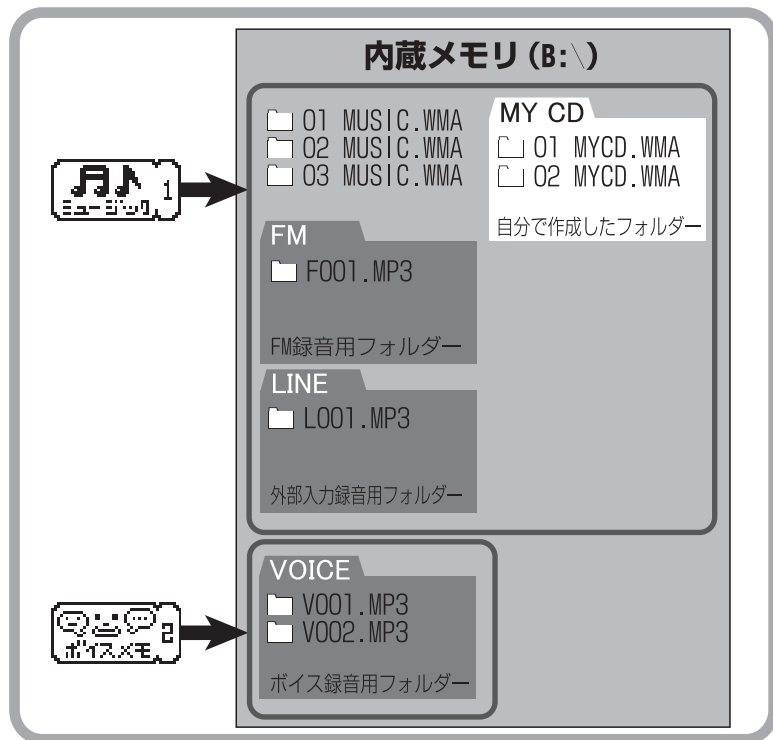 内蔵メモリ (B:\)
01 MUSIC.WMA
02 MUSIC.WMA
03 MUSIC.WMA
MY CD
01 MYCD.WMA
02 MYCD.WMA
自分で作成したフォルダー
ミュージック 1
FM
F001.MP3
FM録音用フォルダー
LINE
L001.MP3
外部入力録音用フォルダー
VOICE
V001.MP3
V002.MP3
ボイス録音用フォルダー
ボイスメモ 2